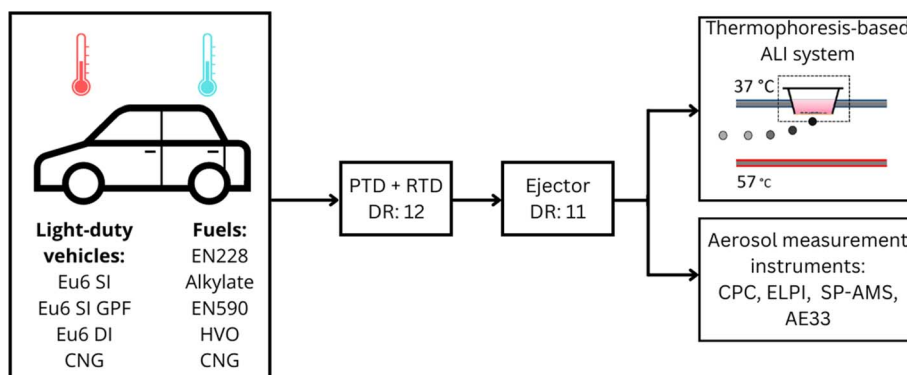 Light-duty
vehicles:
Eu6 SI
Eu6 SI GPF
Eu6 DI
CNG
Fuels:
EN228
Alkylate
EN590
HVO
CNG
PTD + RTD
DR: 12
Ejector
DR: 11
Thermophoresis-based
ALI system
37 °C
57 °C
Aerosol measurement
instruments:
CPC, ELPI, SP-AMS,
AE33